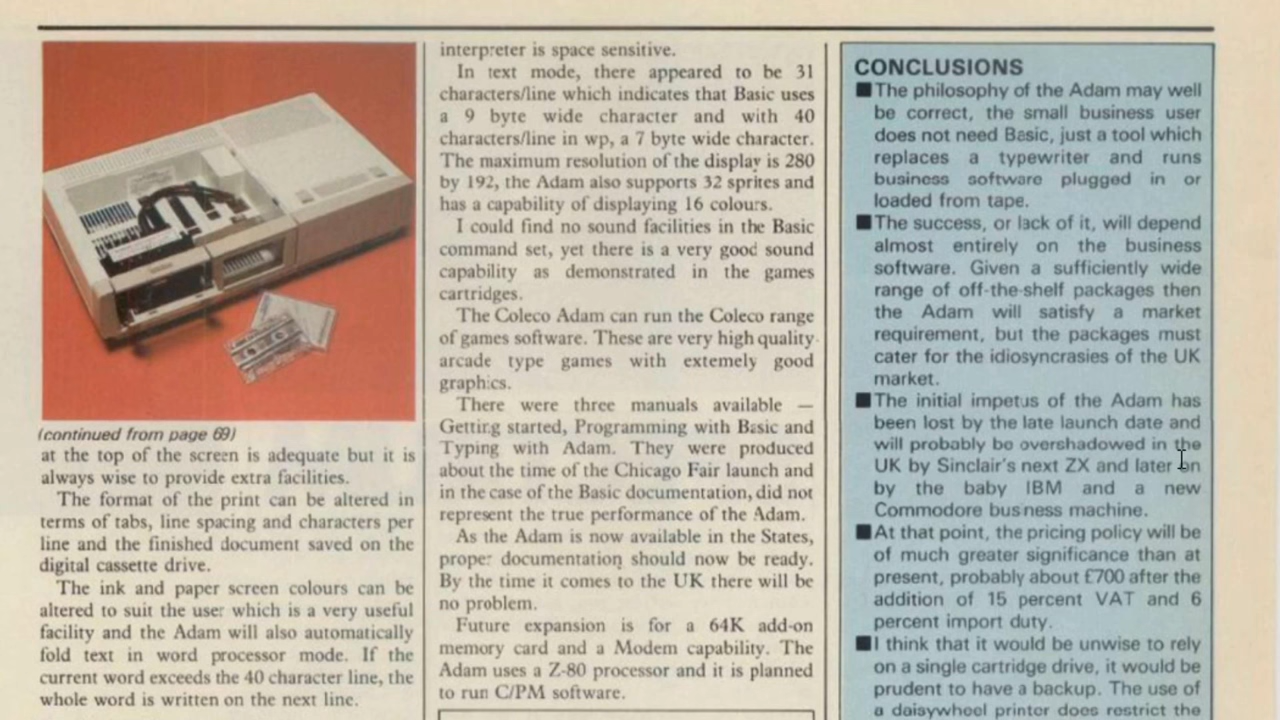 (continued from page 69)
at the top of the screen is adequate but it is
always wise to provide extra facilities.
The format of the print can be altered in
terms of tabs, line spacing and characters per
line and the finished document saved on the
digital cassette drive.
The ink and paper screen colours can be
altered to suit the user which is a very useful
facility and the Adam will also automatically
fold text in word processor mode. If the
current word exceeds the 40 character line, the
whole word is written on the next line.
interpreter is space sensitive.
In text mode, there appeared to be 31
characters/line which indicates that Basic uses
a 9 byte wide character and with 40
characters/line in wp, a 7 byte wide character.
The maximum resolution of the display is 280
by 192, the Adam also supports 32 sprites and
has a capability of displaying 16 colours.
I could find no sound facilities in the Basic
command set, yet there is a very good sound
capability as demonstrated in the games
cartridges.
The Coleco Adam can run the Coleco range
of games software. These are very high quality
arcade type games with extemely good
graphics.
There were three manuals available —
Getting started, Programming with Basic and
Typing with Adam. They were produced
about the time of the Chicago Fair launch and
in the case of the Basic documentation, did not
represent the true performance of the Adam.
As the Adam is now available in the States,
proper documentation should now be ready.
By the time it comes to the UK there will be
no problem.
Future expansion is for a 64K add-on
memory card and a Modem capability. The
Adam uses a Z-80 processor and it is planned
to run C/PM software.
CONCLUSIONS
■The philosophy of the Adam may well
be correct, the small business user
does not need Basic, just a tool which
replaces a typewriter and runs
business software plugged in or
loaded from tape.
■The success, or lack of it, will depend
almost entirely on the business
software. Given a sufficiently wide
range of off-the-shelf packages then
the Adam will satisfy a market
requirement, but the packages must
cater for the idiosyncrasies of the UK
market.
■The initial impetus of the Adam has
been lost by the late launch date and
will probably be overshadowed in the
UK by Sinclair's next ZX and later on
by the baby IBM and a new
Commodore business machine.
■At that point, the pricing policy will be
of much greater significance than at
present, probably about £700 after the
addition of 15 percent VAT and 6
percent import duty.
■I think that it would be unwise to rely
on a single cartridge drive, it would be
prudent to have a backup. The use of
a daisywheel printer does restrict the